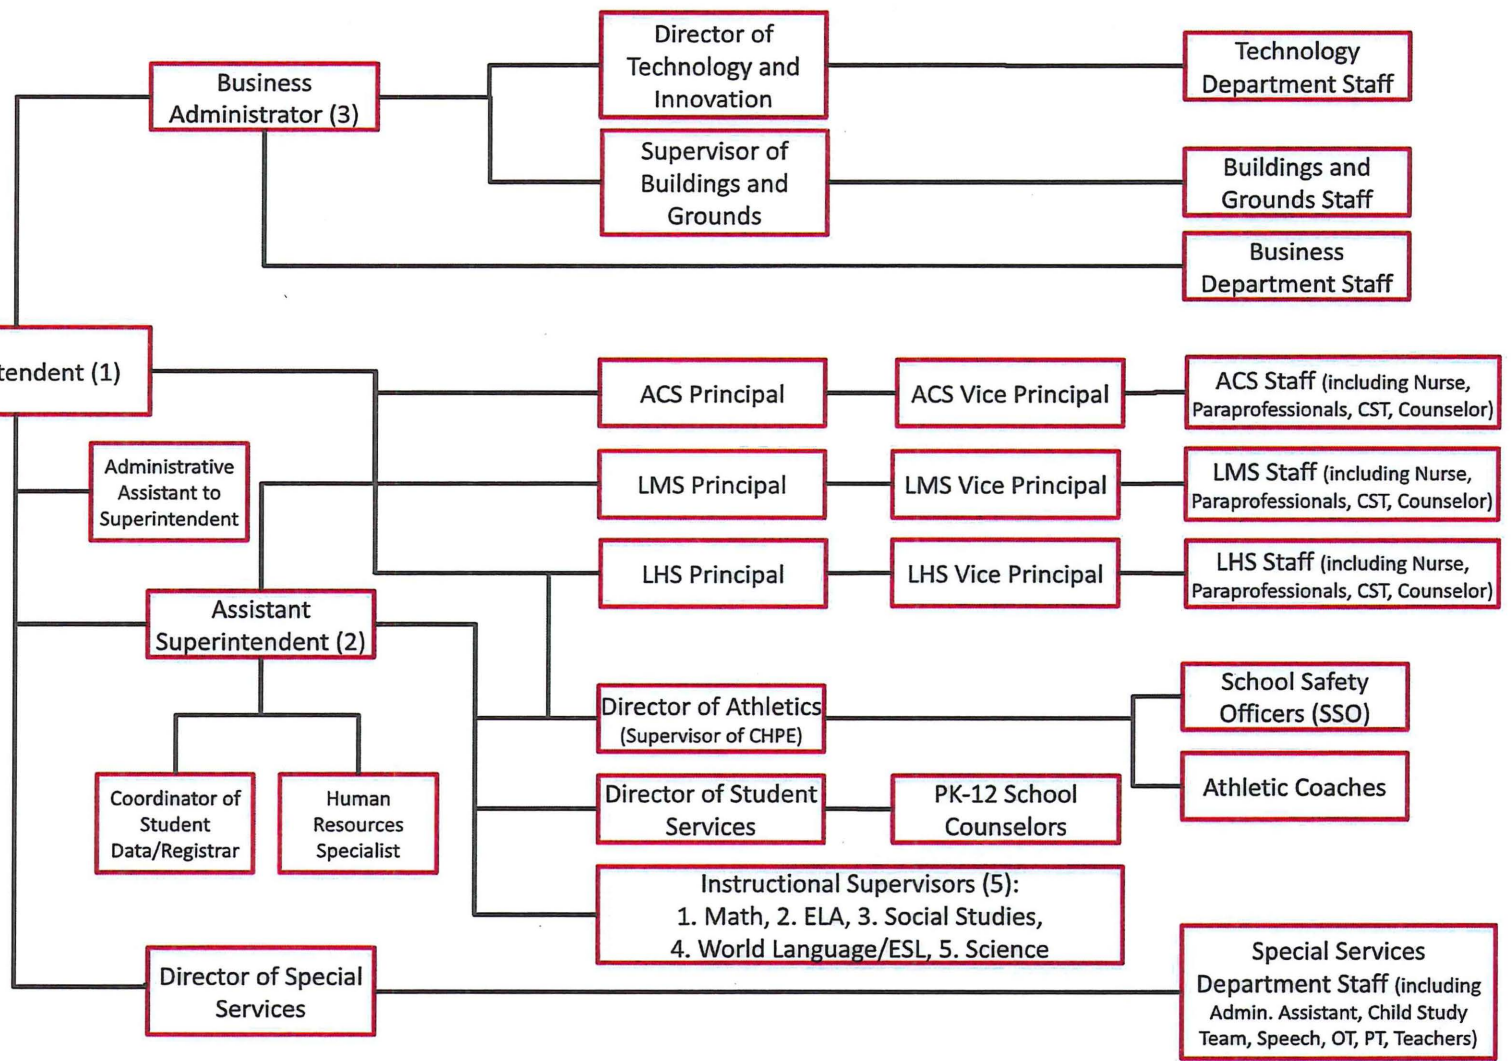 Director of
Technology and
Innovation
Technology
Department Staff
Business
Administrator (3)
Supervisor of
Buildings and
Grounds
Buildings and
Grounds Staff
Business
Department Staff
tendent (1)
ACS Principal
ACS Vice Principal
ACS Staff (including Nurse,
Paraprofessionals, CST, Counselor)
Administrative
Assistant to
Superintendent
LMS Principal
LMS Vice Principal
LMS Staff (including Nurse,
Paraprofessionals, CST, Counselor)
LHS Principal
LHS Vice Principal
LHS Staff (including Nurse,
Paraprofessionals, CST, Counselor)
Assistant
Superintendent (2)
Director of Athletics
(Supervisor of CHPE)
School Safety
Officers (SSO)
Athletic Coaches
Coordinator of
Student
Data/Registrar
Human
Resources
Specialist
Director of Student
Services
PK-12 School
Counselors
Instructional Supervisors (5):
1. Math, 2. ELA, 3. Social Studies,
4. World Language/ESL, 5. Science
Director of Special
Services
Special Services
Department Staff (including
Admin. Assistant, Child Study
Team, Speech, OT, PT, Teachers)